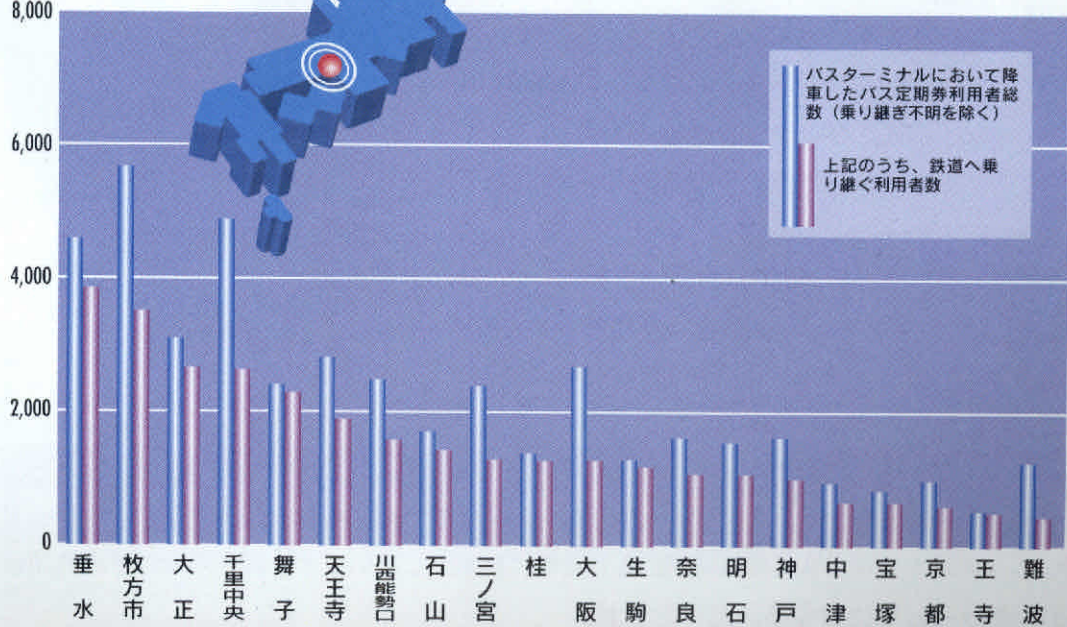 8,000
6,000
4,000
2,000
0
バスターミナルにおいて降
車したバス定期券利用者総
数（乗り継ぎ不明を除く）
上記のうち、鉄道へ乗
り継ぐ利用者数
垂水
枚方市
大正
千里中央
舞子
天王寺
川西能勢口
石山
三ノ宮
桂
大阪
生駒
奈良
明石
神戸
中津
宝塚
京都
王寺
難波